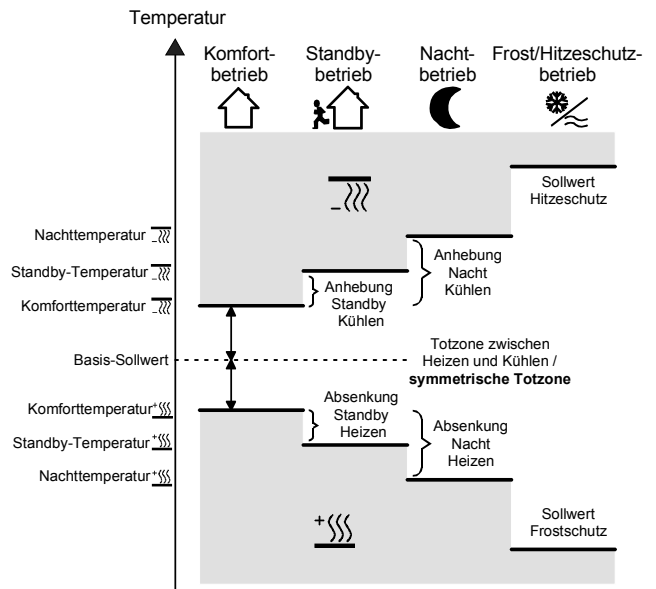 Temperatur
Komfort-
betrieb
Standby-
betrieb
Nacht-
betrieb
Frost/Hitzeschutz-
betrieb
Sollwert
Hitzeschutz
Nachttemperatur
Standby-Temperatur
Komforttemperatur
Anhebung
Standby
Kühlen
Anhebung
Nacht
Kühlen
Basis-Sollwert
Totzone zwischen
Heizen und Kühlen /
symmetrische Totzone
Komforttemperatur
Standby-Temperatur
Nachttemperatur
Absenkung
Standby
Heizen
Absenkung
Nacht
Heizen
Sollwert
Frostschutz